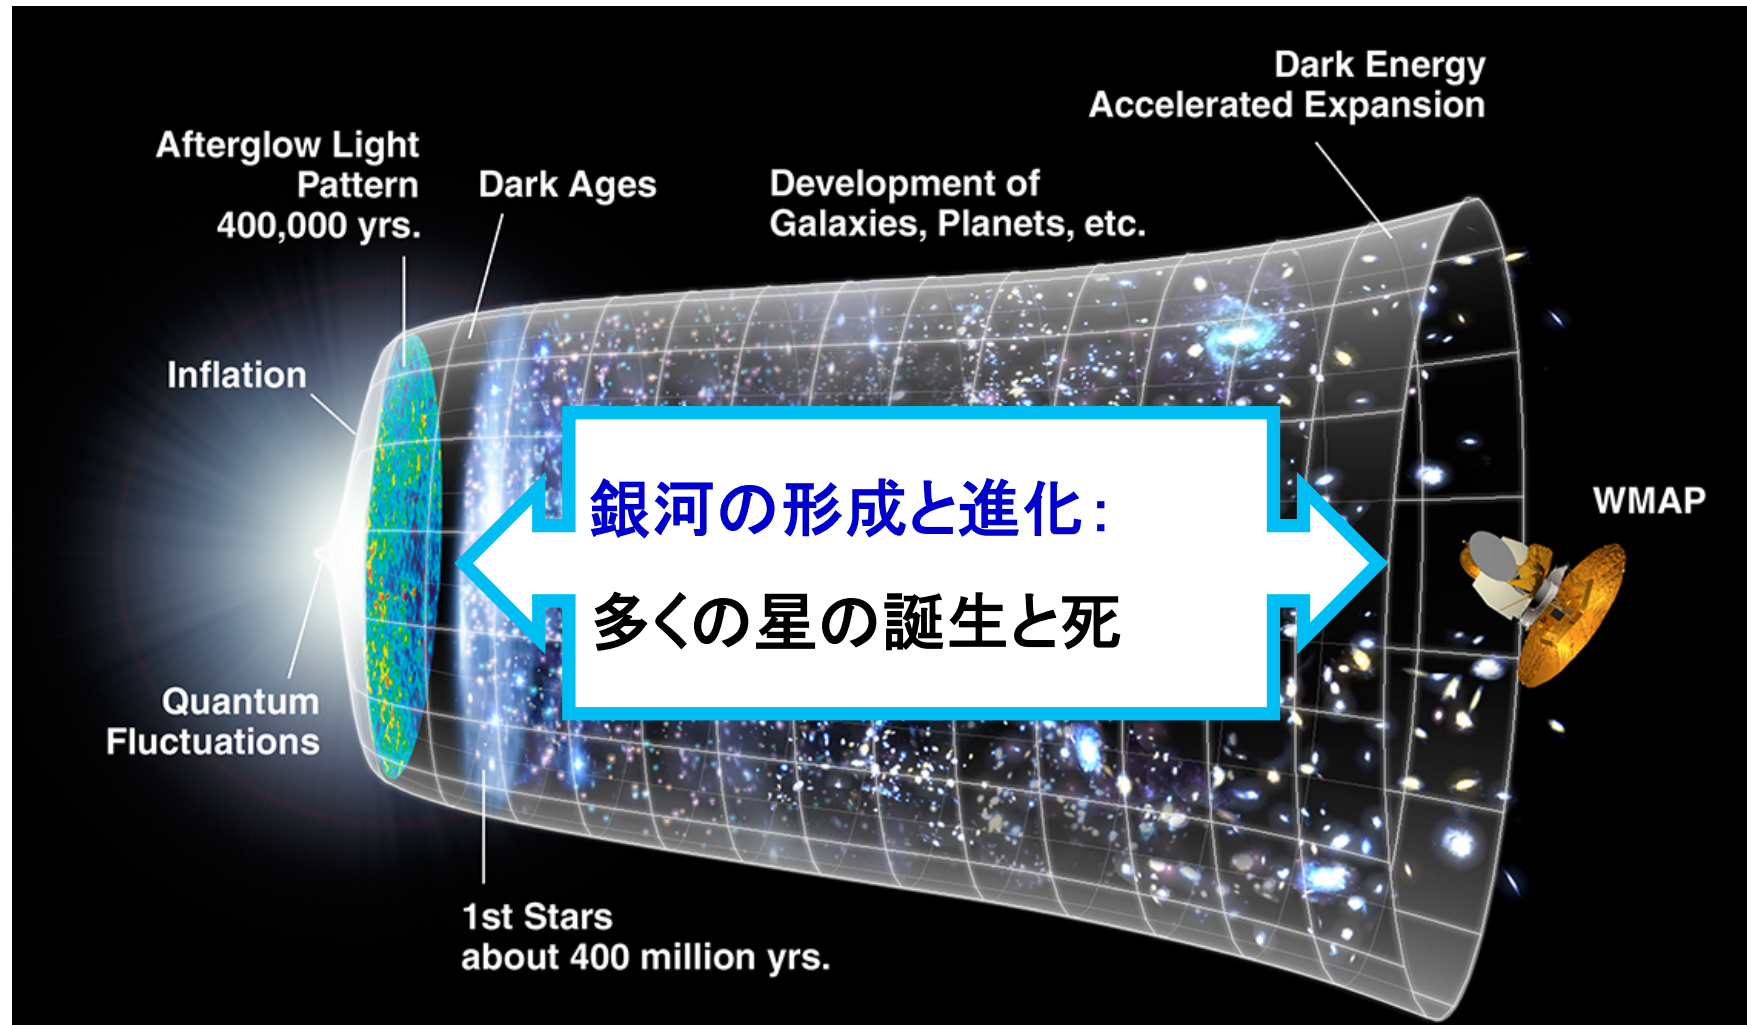 Dark Energy
Accelerated Expansion
Afterglow Light
Pattern
400,000 yrs.
Dark Ages
Development of
Galaxies, Planets, etc.
Inflation
銀河の形成と進化：
多くの星の誕生と死
WMAP
Quantum
Fluctuations
1st Stars
about 400 million yrs.